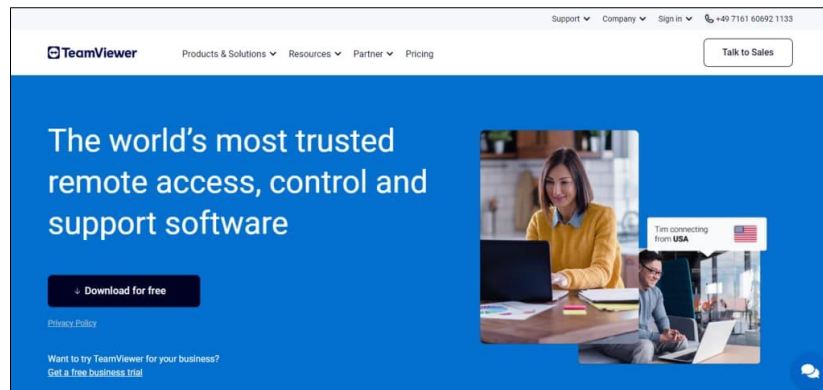 Support Company Sign in +49 7161 60692 1133
TeamViewer Products & Solutions Resources Partner Pricing Talk to Sales
The world's most trusted
remote access, control and
support software
Tim connecting
from USA
↓ Download for free
Privacy Policy
Want to try TeamViewer for your business?
Get a free business trial